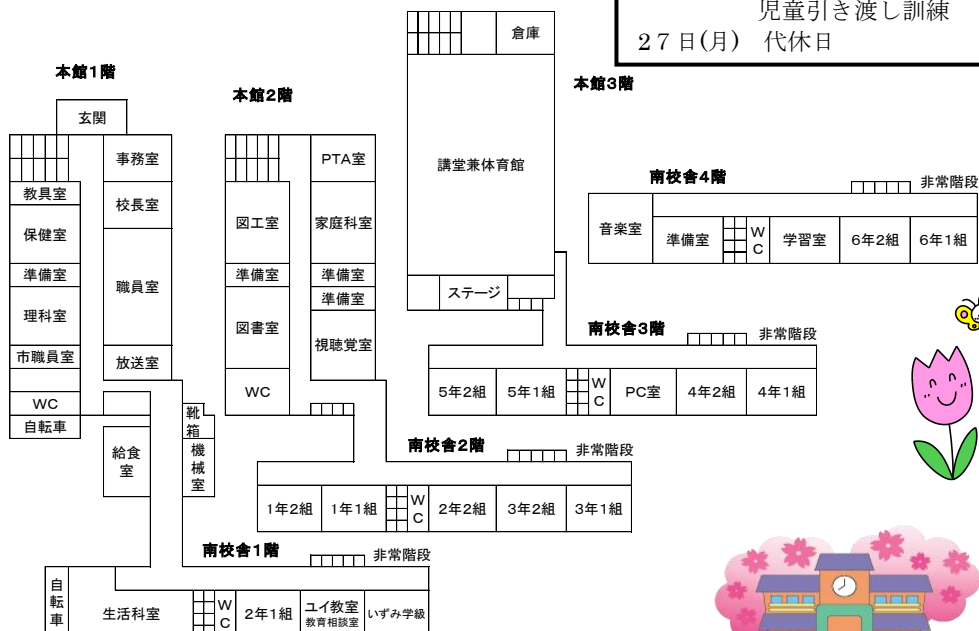 児童引き渡し訓練
27日(月) 代休日
本館1階
玄関
事務室
教具室
校長室
保健室
準備室
職員室
理科室
市職員室
放送室
WC
自転車
靴箱
給食室
機械室
本館2階
PTA室
図工室
家庭科室
準備室
準備室
準備室
図書室
視聴覚室
WC
本館3階
倉庫
講堂兼体育館
ステージ
南校舎4階
非常階段
音楽室
準備室
WC
学習室
6年2組
6年1組
南校舎3階
非常階段
5年2組
5年1組
WC
PC室
4年2組
4年1組
南校舎2階
非常階段
1年2組
1年1組
WC
2年2組
3年2組
3年1組
南校舎1階
非常階段
自転車
生活科室
WC
2年1組
ユイ教室
教育相談室
いずみ学級